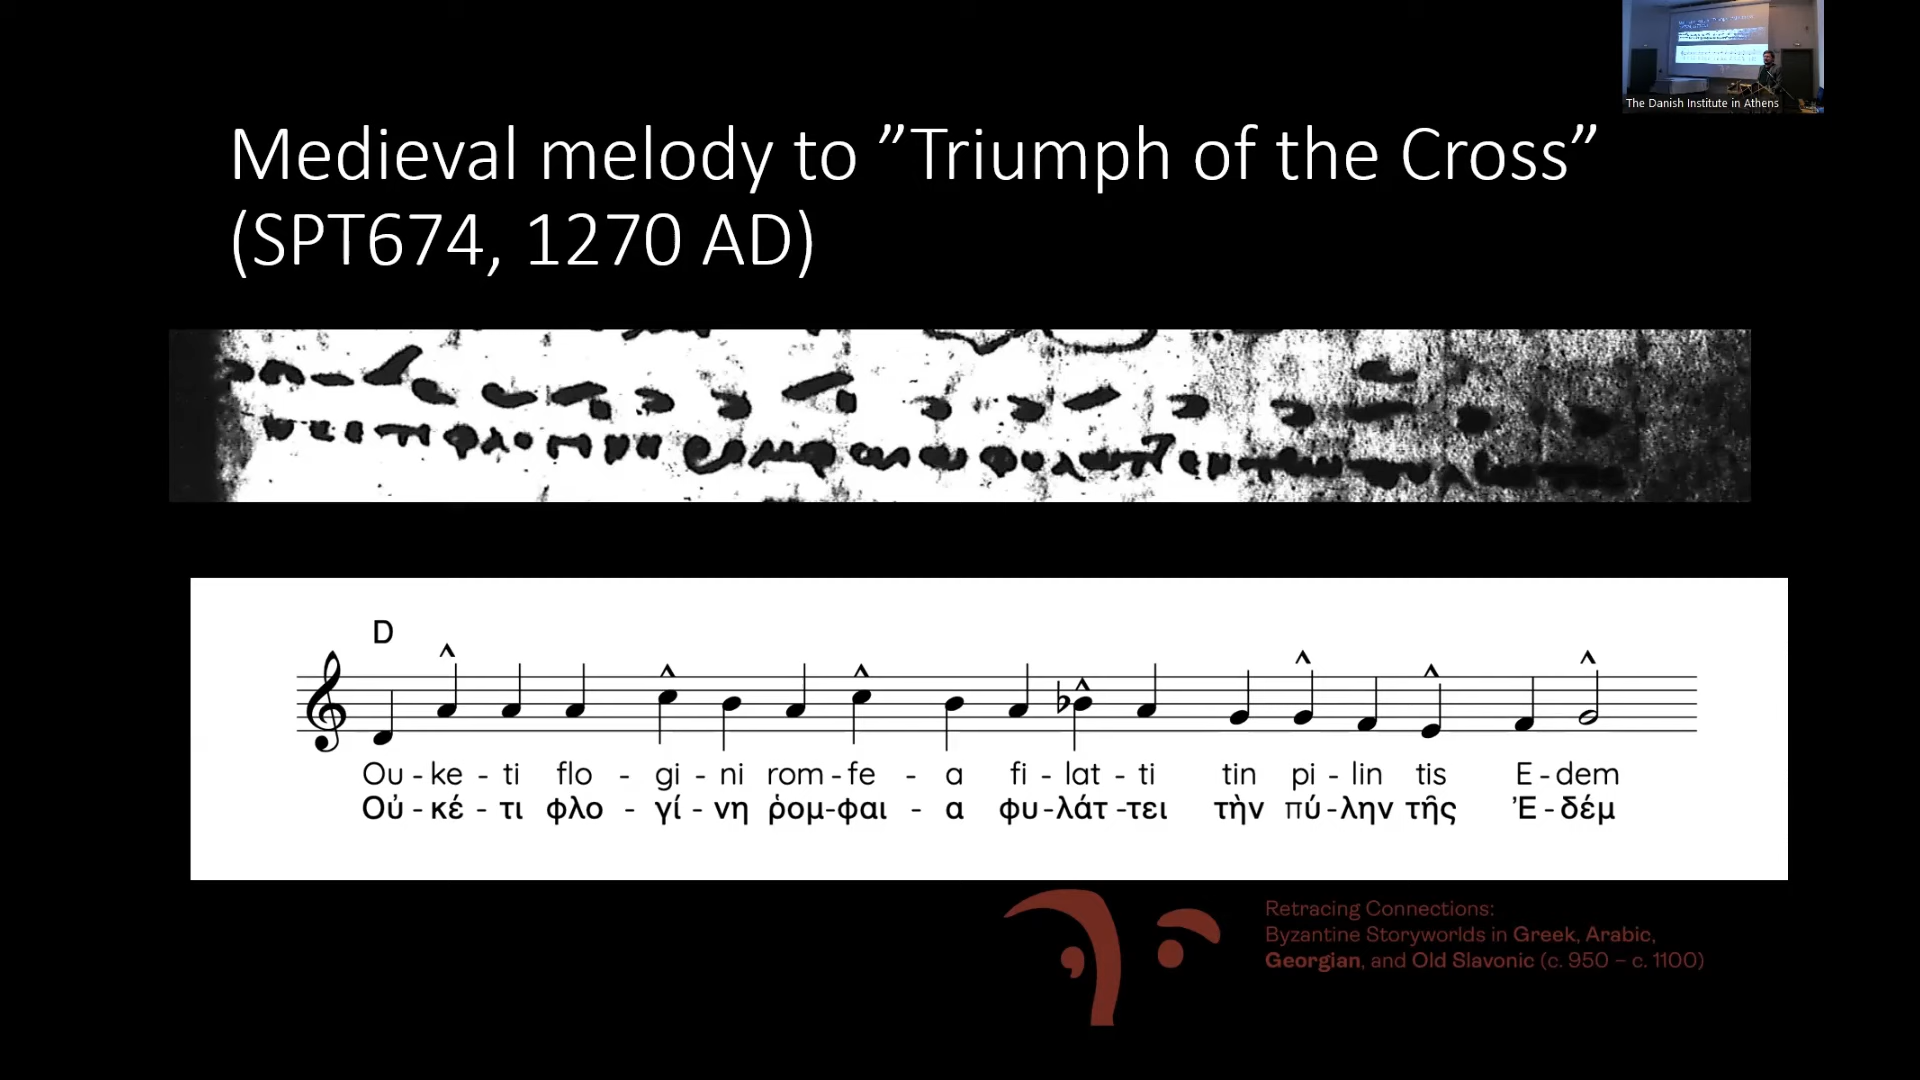 The Danish Institute in Athens
Medieval melody to ”Triumph of the Cross”
(SPT674, 1270 AD)
D
Ou - ke - ti flo - gi - ni rom - fe - a fi - lat - ti tin pi - lin tis E - dem
Οὐ - κέ - τι φλο - γί - νη ῥομ-φαι - α φυ -λάτ -τει τὴν πύ -λην τῆς Ἐ - δέμ
Retracing Connections:
Byzantine Storyworlds in Greek, Arabic,
Georgian, and Old Slavonic (c. 950 – c. 1100)